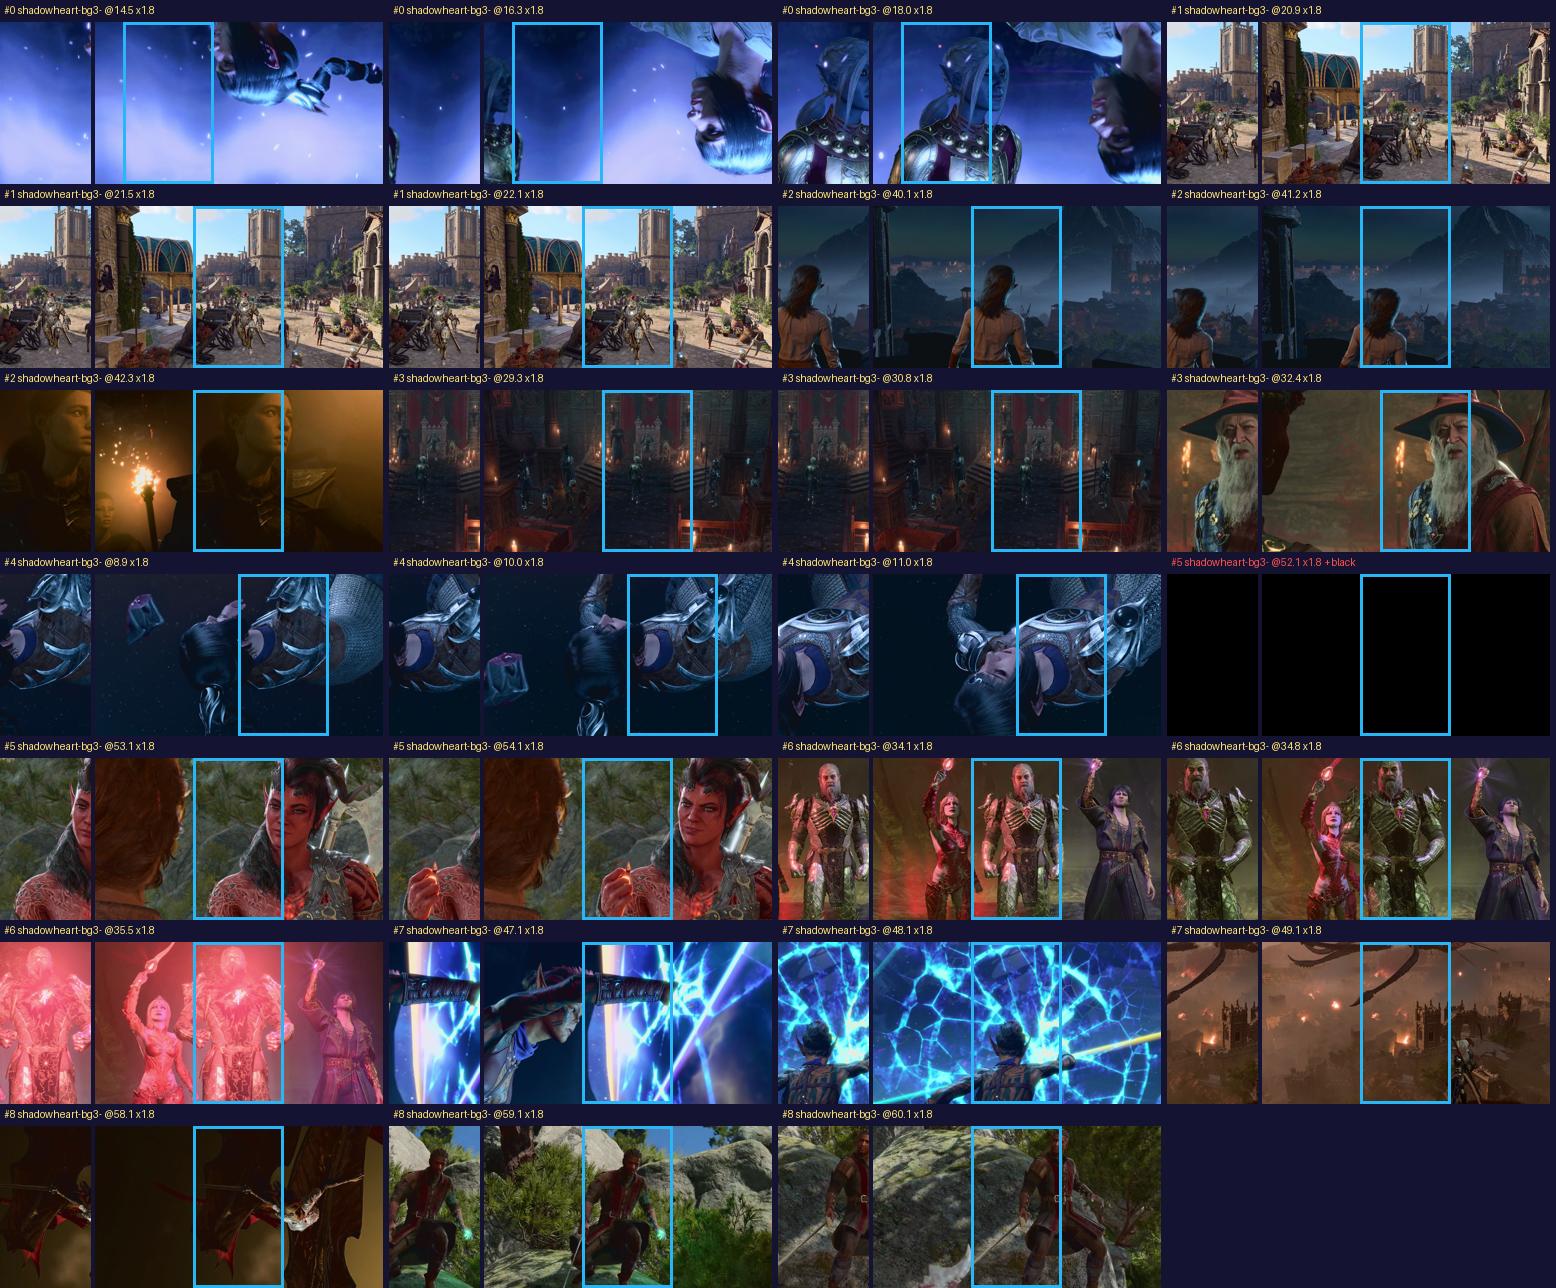 #0 shadowheart-bg3- @14.5 x1.8
#0 shadowheart-bg3- @16.3 x1.8
#0 shadowheart-bg3- @18.0 x1.8
#1 shadowheart-bg3- @20.9 x1.8
#1 shadowheart-bg3- @21.5 x1.8
#1 shadowheart-bg3- @22.1 x1.8
#2 shadowheart-bg3- @40.1 x1.8
#2 shadowheart-bg3- @41.2 x1.8
#2 shadowheart-bg3- @42.3 x1.8
#3 shadowheart-bg3- @29.3 x1.8
#3 shadowheart-bg3- @30.8 x1.8
#3 shadowheart-bg3- @32.4 x1.8
#4 shadowheart-bg3- @8.9 x1.8
#4 shadowheart-bg3- @10.0 x1.8
#4 shadowheart-bg3- @11.0 x1.8
#5 shadowheart-bg3- @52.1 x1.8 +black
#5 shadowheart-bg3- @53.1 x1.8
#5 shadowheart-bg3- @54.1 x1.8
#6 shadowheart-bg3- @34.1 x1.8
#6 shadowheart-bg3- @34.8 x1.8
#6 shadowheart-bg3- @35.5 x1.8
#7 shadowheart-bg3- @47.1 x1.8
#7 shadowheart-bg3- @48.1 x1.8
#7 shadowheart-bg3- @49.1 x1.8
#8 shadowheart-bg3- @58.1 x1.8
#8 shadowheart-bg3- @59.1 x1.8
#8 shadowheart-bg3- @60.1 x1.8